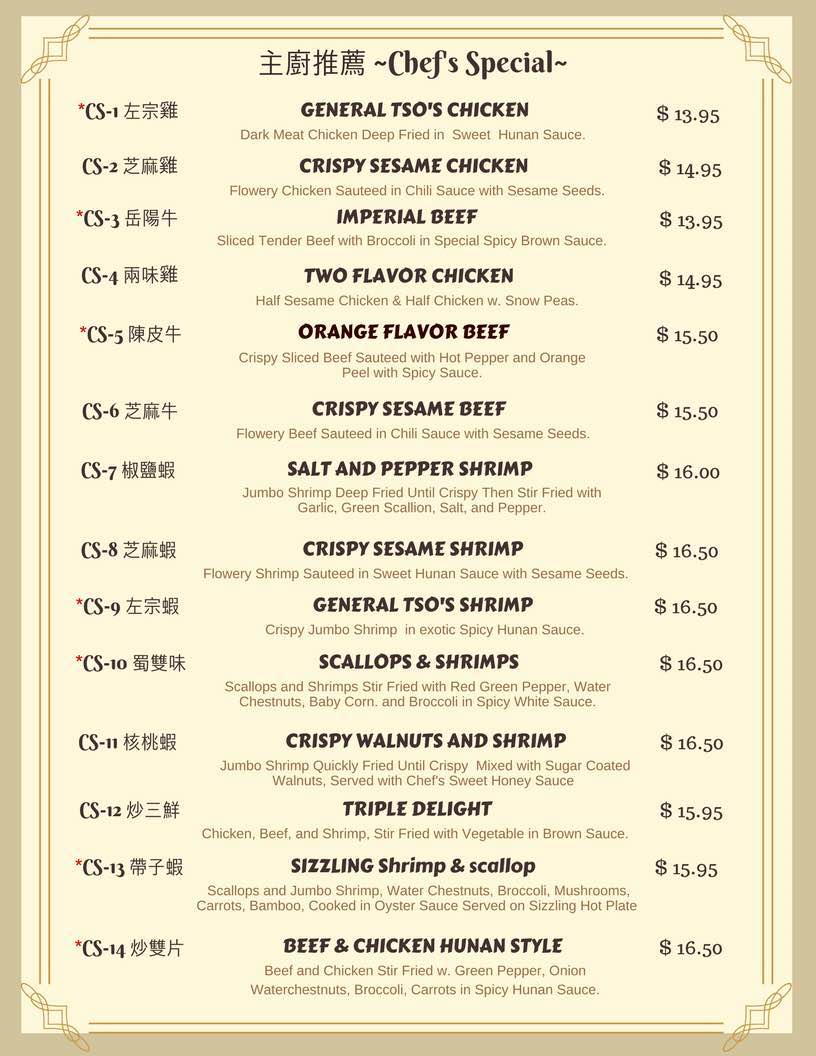 主廚推薦 ~Chef's Special~
*CS-1 左宗雞 GENERAL TSO'S CHICKEN $ 13.95
Dark Meat Chicken Deep Fried in Sweet Hunan Sauce.
CS-2 芝麻雞 CRISPY SESAME CHICKEN $ 14.95
Flowery Chicken Sauteed in Chili Sauce with Sesame Seeds.
*CS-3 岳陽牛 IMPERIAL BEEF $ 13.95
Sliced Tender Beef with Broccoli in Special Spicy Brown Sauce.
CS-4 兩味雞 TWO FLAVOR CHICKEN $ 14.95
Half Sesame Chicken & Half Chicken w. Snow Peas.
*CS-5 陳皮牛 ORANGE FLAVOR BEEF $ 15.50
Crispy Sliced Beef Sauteed with Hot Pepper and Orange
Peel with Spicy Sauce.
CS-6 芝麻牛 CRISPY SESAME BEEF $ 15.50
Flowery Beef Sauteed in Chili Sauce with Sesame Seeds.
CS-7 椒鹽蝦 SALT AND PEPPER SHRIMP $ 16.00
Jumbo Shrimp Deep Fried Until Crispy Then Stir Fried with
Garlic, Green Scallion, Salt, and Pepper.
CS-8 芝麻蝦 CRISPY SESAME SHRIMP $ 16.50
Flowery Shrimp Sauteed in Sweet Hunan Sauce with Sesame Seeds.
*CS-9 左宗蝦 GENERAL TSO'S SHRIMP $ 16.50
Crispy Jumbo Shrimp in exotic Spicy Hunan Sauce.
*CS-10 蜀雙味 SCALLOPS & SHRIMPS $ 16.50
Scallops and Shrimps Stir Fried with Red Green Pepper, Water
Chestnuts, Baby Corn. and Broccoli in Spicy White Sauce.
CS-11 核桃蝦 CRISPY WALNUTS AND SHRIMP $ 16.50
Jumbo Shrimp Quickly Fried Until Crispy Mixed with Sugar Coated
Walnuts, Served with Chef's Sweet Honey Sauce
CS-12 炒三鮮 TRIPLE DELIGHT $ 15.95
Chicken, Beef, and Shrimp, Stir Fried with Vegetable in Brown Sauce.
*CS-13 帶子蝦 SIZZLING Shrimp & scallop $ 15.95
Scallops and Jumbo Shrimp, Water Chestnuts, Broccoli, Mushrooms,
Carrots, Bamboo, Cooked in Oyster Sauce Served on Sizzling Hot Plate
*CS-14 炒雙片 BEEF & CHICKEN HUNAN STYLE $ 16.50
Beef and Chicken Stir Fried w. Green Pepper, Onion
Waterchestnuts, Broccoli, Carrots in Spicy Hunan Sauce.